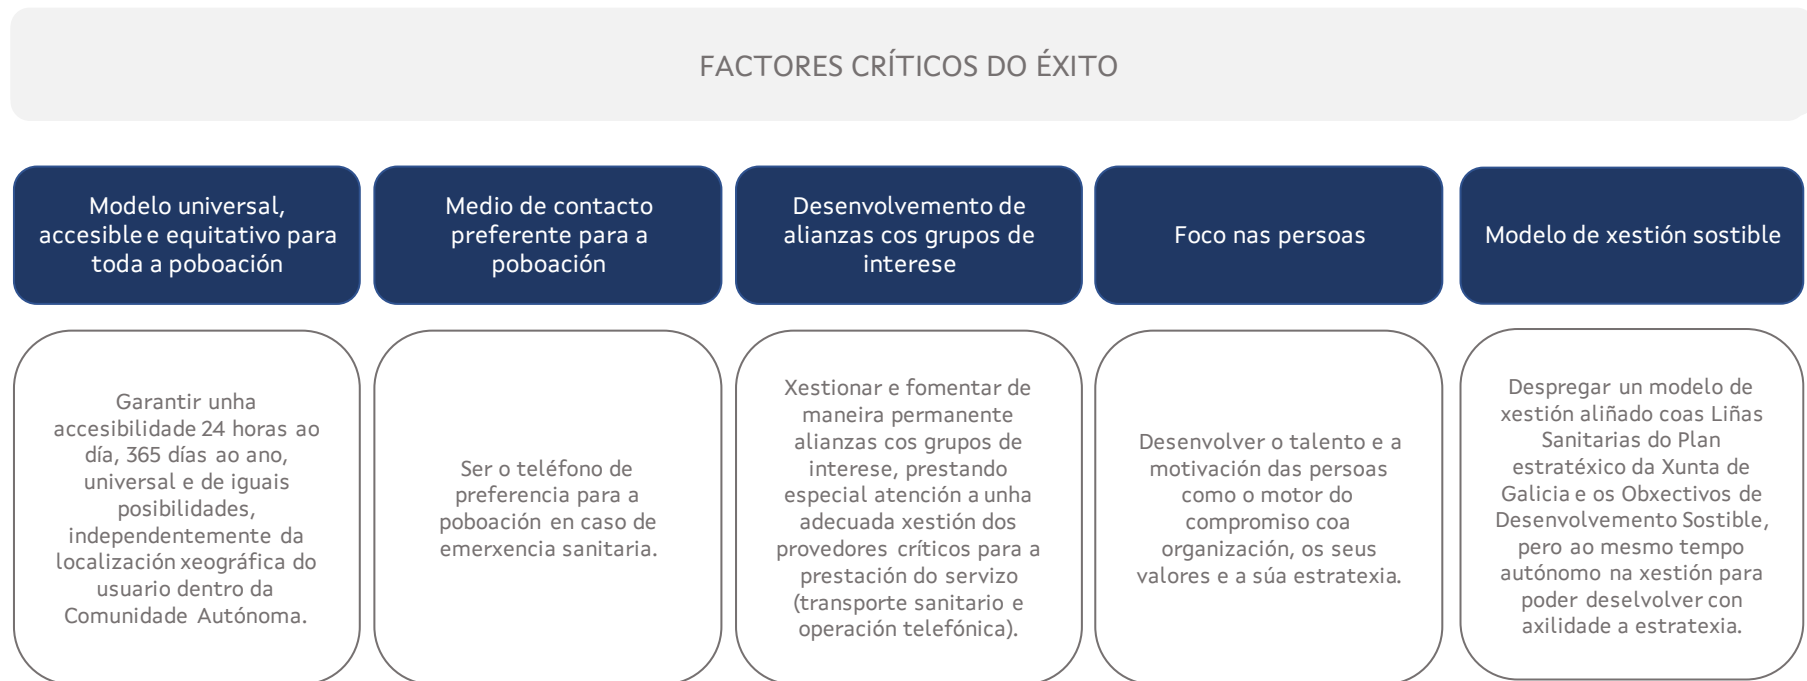 FACTORES CRÍTICOS DO ÉXITO
Modelo universal,
accesible e equitativo para
toda a poboación
Garantir unha
accesibilidade 24 horas ao
día, 365 días ao ano,
universal e de iguais
posibilidades,
independentemente da
localización xeográfica do
usuario dentro da
Comunidade Autónoma.
Medio de contacto
preferente para a
poboación
Ser o teléfono de
preferencia para a
poboación en caso de
emerxencia sanitaria.
Desenvolvemento de
alianzas cos grupos de
interese
Xestionar e fomentar de
maneira permanente
alianzas cos grupos de
interese, prestando
especial atención a unha
adecuada xestión dos
provedores críticos para a
prestación do servizo
(transporte sanitario e
operación telefónica).
Foco nas persoas
Desenvolver o talento e a
motivación das persoas
como o motor do
compromiso coa
organización, os seus
valores e a súa estratexia.
Modelo de xestión sostible
Despregar un modelo de
xestión aliñado coas Liñas
Sanitarias do Plan
estratéxico da Xunta de
Galicia e os Obxectivos de
Desenvolvemento Sostible,
pero ao mesmo tempo
autónomo na xestión para
poder deselvolver con
axilidade a estratexia.